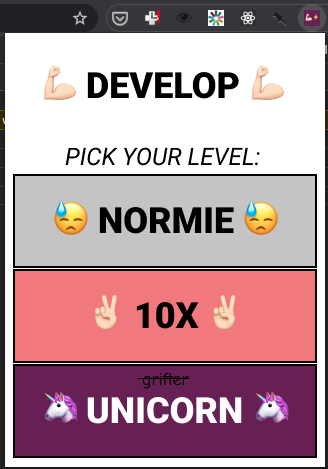 💪🏻 DEVELOP 💪🏻
PICK YOUR LEVEL:
😓 NORMIE 😓
✌🏻 10X ✌🏻
grifter
🦄 UNICORN 🦄